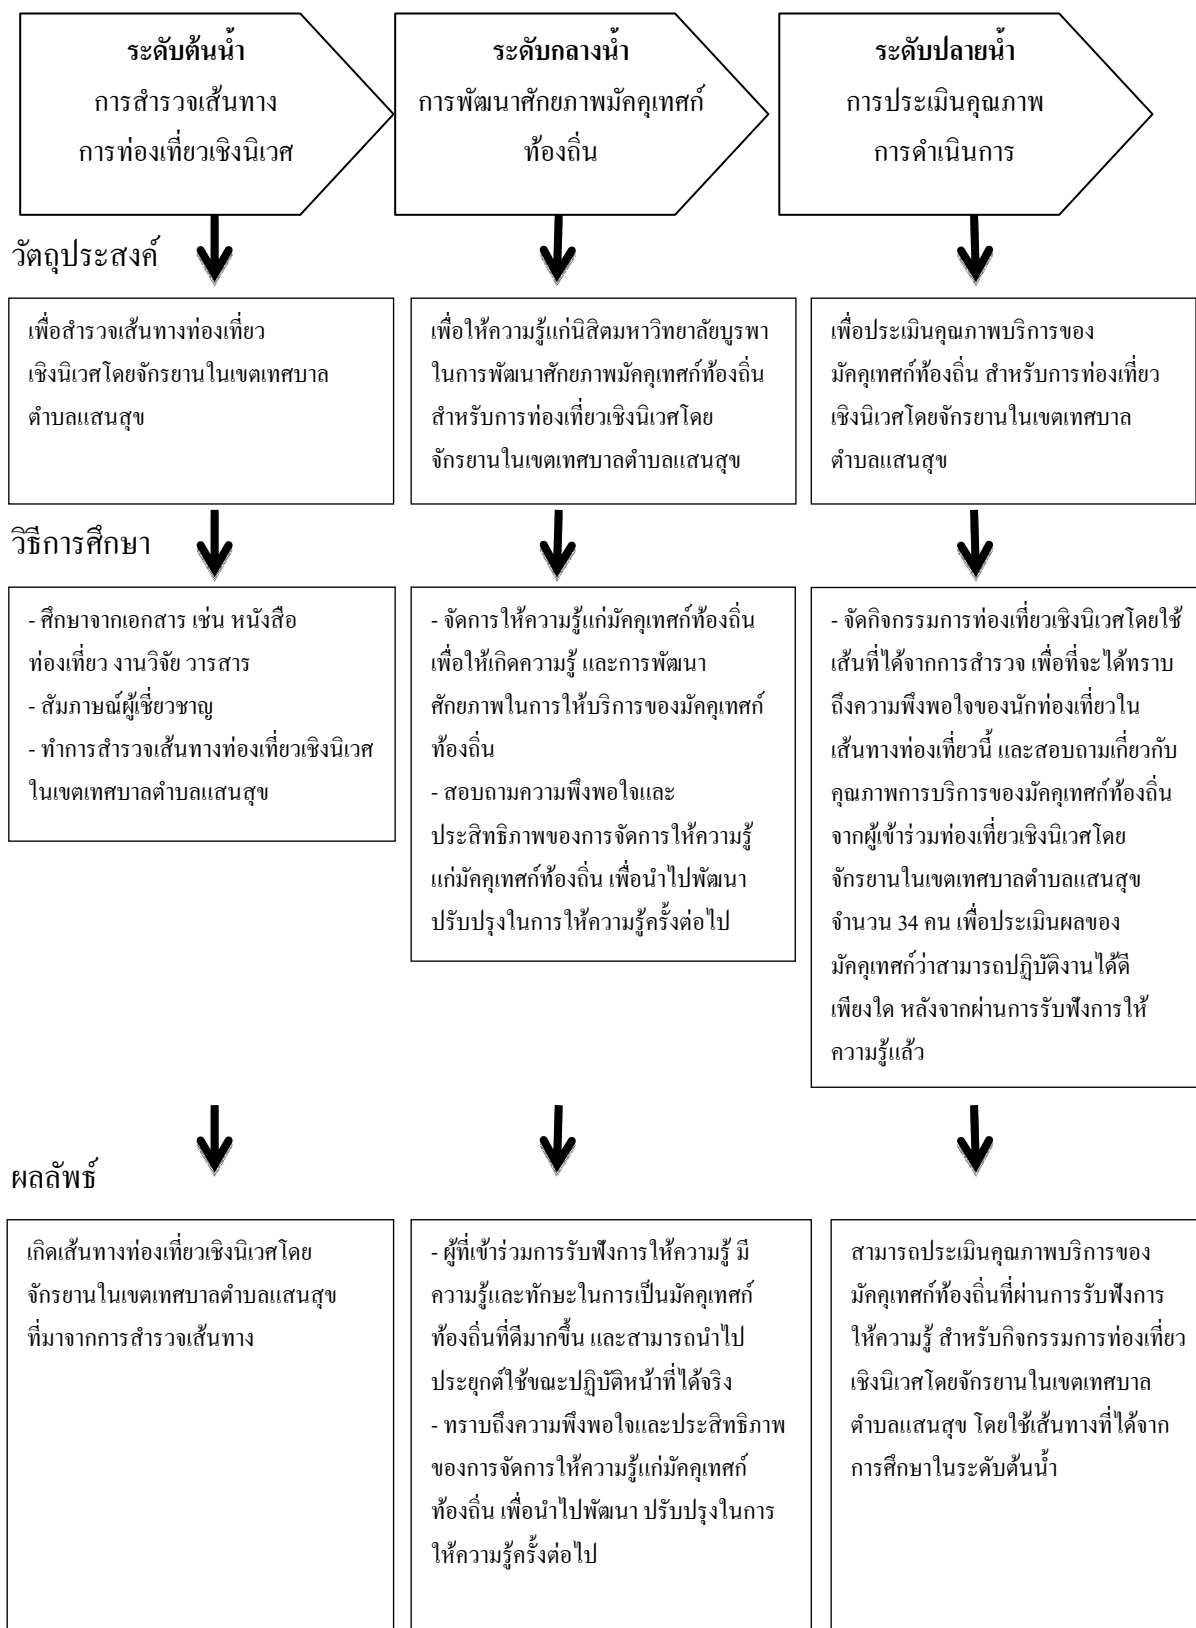 ระดับต้นน้ำ
การสำรวจเส้นทาง
การท่องเที่ยวเชิงนิเวศ
ระดับกลางน้ำ
การพัฒนาศักยภาพมัคคุเทศก์
ท้องถิ่น
ระดับปลายน้ำ
การประเมินคุณภาพ
การดำเนินการ
วัตถุประสงค์
เพื่อสำรวจเส้นทางท่องเที่ยว
เชิงนิเวศโดยจักรยานในเขตเทศบาล
ตำบลแสนสุข
เพื่อให้ความรู้แก่นิสิตมหาวิทยาลัยบูรพา
ในการพัฒนาศักยภาพมัคคุเทศก์ท้องถิ่น
สำหรับการท่องเที่ยวเชิงนิเวศโดย
จักรยานในเขตเทศบาลตำบลแสนสุข
เพื่อประเมินคุณภาพบริการของ
มัคคุเทศก์ท้องถิ่น สำหรับการท่องเที่ยว
เชิงนิเวศโดยจักรยานในเขตเทศบาล
ตำบลแสนสุข
วิธีการศึกษา
- ศึกษาจากเอกสาร เช่น หนังสือ
ท่องเที่ยว งานวิจัย วารสาร
- สัมภาษณ์ผู้เชี่ยวชาญ
- ทำการสำรวจเส้นทางท่องเที่ยวเชิงนิเวศ
ในเขตเทศบาลตำบลแสนสุข
- จัดการให้ความรู้แก่มัคคุเทศก์ท้องถิ่น
เพื่อให้เกิดความรู้ และการพัฒนา
ศักยภาพในการให้บริการของมัคคุเทศก์
ท้องถิ่น
- สอบถามความพึงพอใจและ
ประสิทธิภาพของการจัดการให้ความรู้
แก่มัคคุเทศก์ท้องถิ่น เพื่อนำไปพัฒนา
ปรับปรุงในการให้ความรู้ครั้งต่อไป
- จัดกิจกรรมการท่องเที่ยวเชิงนิเวศโดยใช้
เส้นที่ได้จากการสำรวจ เพื่อที่จะได้ทราบ
ถึงความพึงพอใจของนักท่องเที่ยวใน
เส้นทางท่องเที่ยวนี้ และสอบถามเกี่ยวกับ
คุณภาพการบริการของมัคคุเทศก์ท้องถิ่น
จากผู้เข้าร่วมท่องเที่ยวเชิงนิเวศโดย
จักรยานในเขตเทศบาลตำบลแสนสุข
จำนวน 34 คน เพื่อประเมินผลของ
มัคคุเทศก์ว่าสามารถปฏิบัติงานได้ดี
เพียงใด หลังจากผ่านการรับฟังการให้
ความรู้แล้ว
ผลลัพธ์
เกิดเส้นทางท่องเที่ยวเชิงนิเวศโดย
จักรยานในเขตเทศบาลตำบลแสนสุข
ที่มาจากการสำรวจเส้นทาง
- ผู้ที่เข้าร่วมการรับฟังการให้ความรู้ มี
ความรู้และทักษะในการเป็นมัคคุเทศก์
ท้องถิ่นที่ดีมากขึ้น และสามารถนำไป
ประยุกต์ใช้ขณะปฏิบัติหน้าที่ได้จริง
- ทราบถึงความพึงพอใจและประสิทธิภาพ
ของการจัดการให้ความรู้แก่มัคคุเทศก์
ท้องถิ่น เพื่อนำไปพัฒนา ปรับปรุงในการ
ให้ความรู้ครั้งต่อไป
สามารถประเมินคุณภาพบริการของ
มัคคุเทศก์ท้องถิ่นที่ผ่านการรับฟังการ
ให้ความรู้ สำหรับกิจกรรมการท่องเที่ยว
เชิงนิเวศโดยจักรยานในเขตเทศบาล
ตำบลแสนสุข โดยใช้เส้นทางที่ได้จาก
การศึกษาในระดับต้นน้ำ